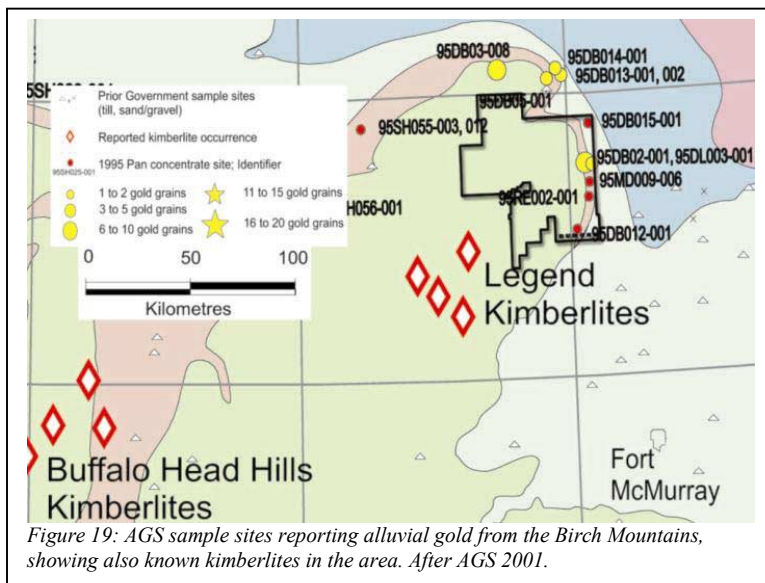 95DB03-008
95DB014-001
95DB013-001, 002
Prior Government sample sites
(till, sand/gravel)
95DB05-001
Reported kimberlite occurrence
95SH055-003, 012
95DB015-001
1995 Pan concentrate site; Identifier
95SH025-001
1 to 2 gold grains
11 to 15 gold grains
3 to 5 gold grains
6 to 10 gold grains
16 to 20 gold grains
95DB02-001, 95DL003-001
95MD009-006
95RE002-001
H056-001
95DB012-001
0 50 100
Kilometres
Legend
Kimberlites
Buffalo Head Hills
Kimberlites
Fort
McMurray
Figure 19: AGS sample sites reporting alluvial gold from the Birch Mountains,
showing also known kimberlites in the area. After AGS 2001.